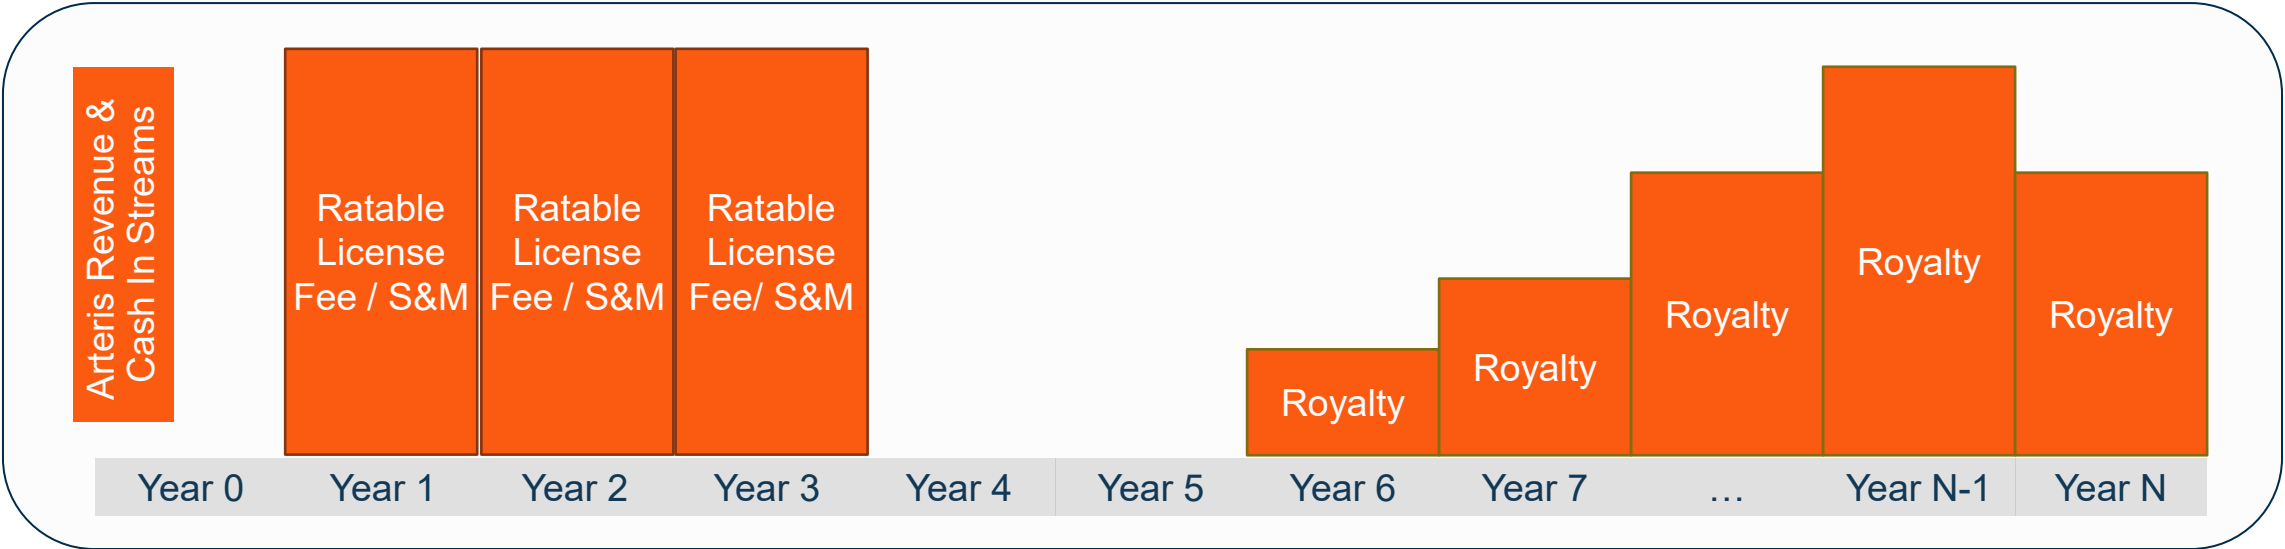 Arteris Revenue &
Cash In Streams
Ratable
License
Fee / S&M
Ratable
License
Fee / S&M
Ratable
License
Fee/ S&M
Royalty
Royalty
Royalty
Royalty
Royalty
Year 0
Year 1
Year 2
Year 3
Year 4
Year 5
Year 6
Year 7
...
Year N-1
Year N